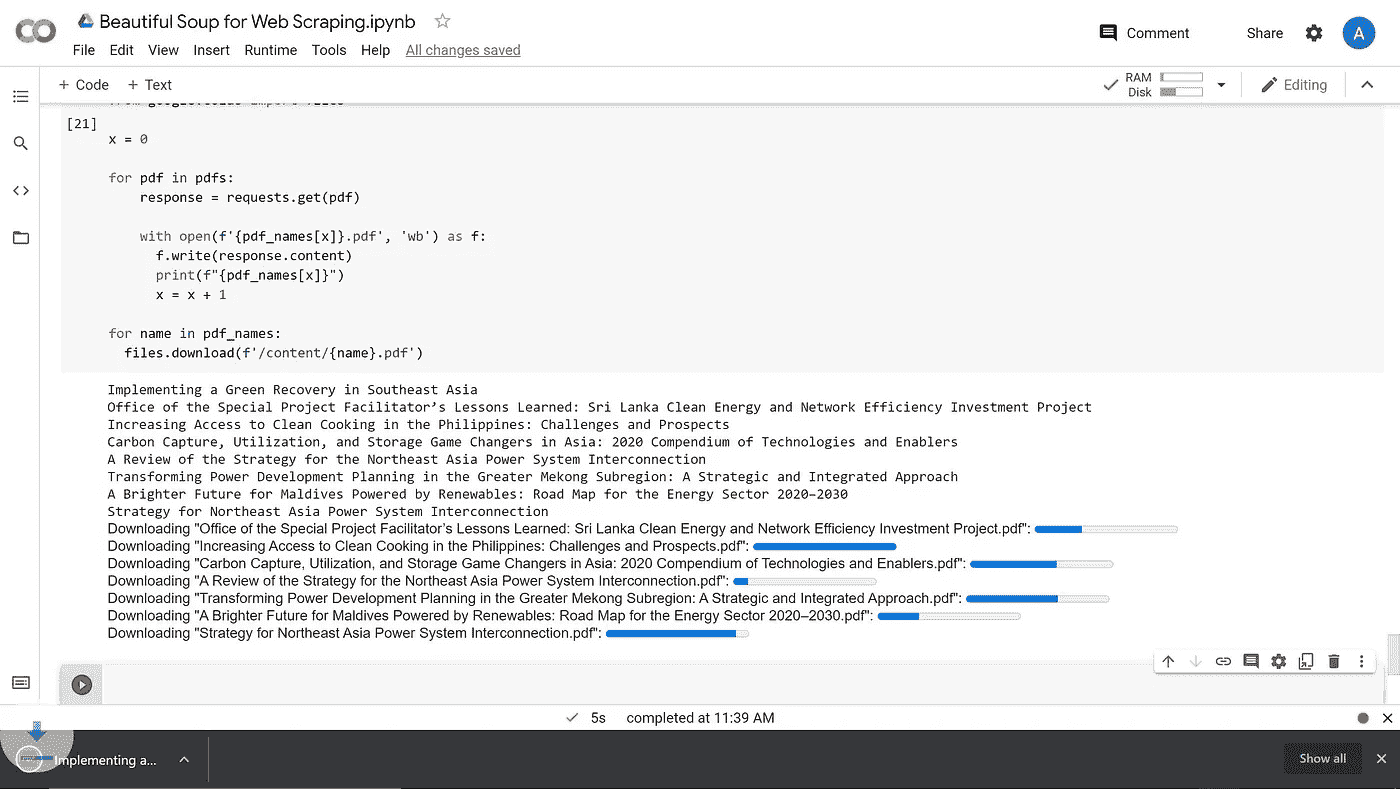 Beautiful Soup for Web Scraping.ipynb
File Edit View Insert Runtime Tools Help All changes saved
Comment
Share
A
+ Code + Text
RAM
Disk
Editing
[21]
x = 0
for pdf in pdfs:
response = requests.get(pdf)
with open(f'{pdf_names[x]}.pdf', 'wb') as f:
f.write(response.content)
print(f"{pdf_names[x]}")
x = x + 1
for name in pdf_names:
files.download(f'/content/{name}.pdf')
Implementing a Green Recovery in Southeast Asia
Office of the Special Project Facilitator’s Lessons Learned: Sri Lanka Clean Energy and Network Efficiency Investment Project
Increasing Access to Clean Cooking in the Philippines: Challenges and Prospects
Carbon Capture, Utilization, and Storage Game Changers in Asia: 2020 Compendium of Technologies and Enablers
A Review of the Strategy for the Northeast Asia Power System Interconnection
Transforming Power Development Planning in the Greater Mekong Subregion: A Strategic and Integrated Approach
A Brighter Future for Maldives Powered by Renewables: Road Map for the Energy Sector 2020–2030
Strategy for Northeast Asia Power System Interconnection
Downloading "Office of the Special Project Facilitator’s Lessons Learned: Sri Lanka Clean Energy and Network Efficiency Investment Project.pdf":
Downloading "Increasing Access to Clean Cooking in the Philippines: Challenges and Prospects.pdf":
Downloading "Carbon Capture, Utilization, and Storage Game Changers in Asia: 2020 Compendium of Technologies and Enablers.pdf":
Downloading "A Review of the Strategy for the Northeast Asia Power System Interconnection.pdf":
Downloading "Transforming Power Development Planning in the Greater Mekong Subregion: A Strategic and Integrated Approach.pdf":
Downloading "A Brighter Future for Maldives Powered by Renewables: Road Map for the Energy Sector 2020–2030.pdf":
Downloading "Strategy for Northeast Asia Power System Interconnection.pdf":
5s completed at 11:39 AM
Implementing a...
Show all